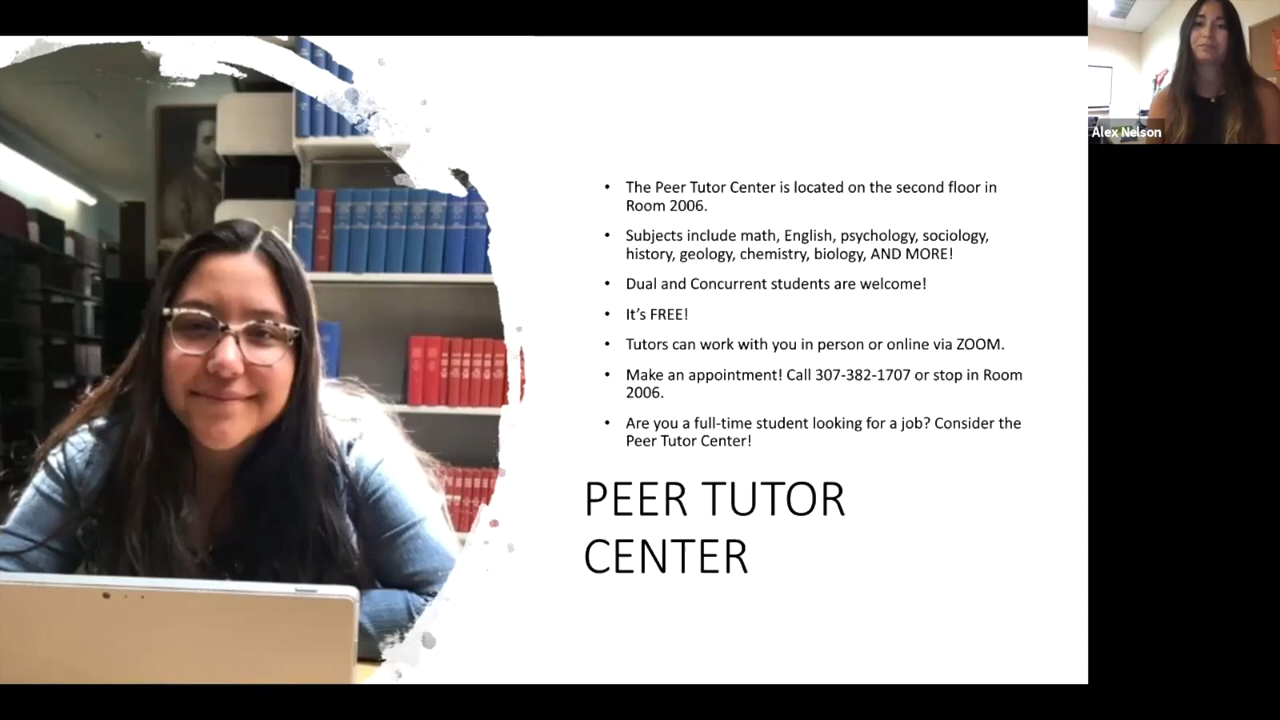 Alex Nelson
• The Peer Tutor Center is located on the second floor in
Room 2006.
• Subjects include math, English, psychology, sociology,
history, geology, chemistry, biology, AND MORE!
• Dual and Concurrent students are welcome!
• It’s FREE!
• Tutors can work with you in person or online via ZOOM.
• Make an appointment! Call 307-382-1707 or stop in Room
2006.
• Are you a full-time student looking for a job? Consider the
Peer Tutor Center!
PEER TUTOR
CENTER